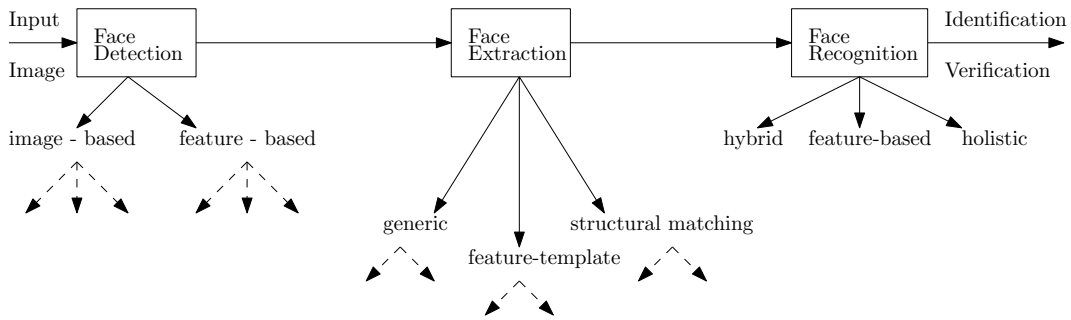 Input
Image
Face
Detection
Face
Extraction
Face
Recognition
Identification
Verification
image - based
feature - based
generic
feature-template
structural matching
hybrid
feature-based
holistic